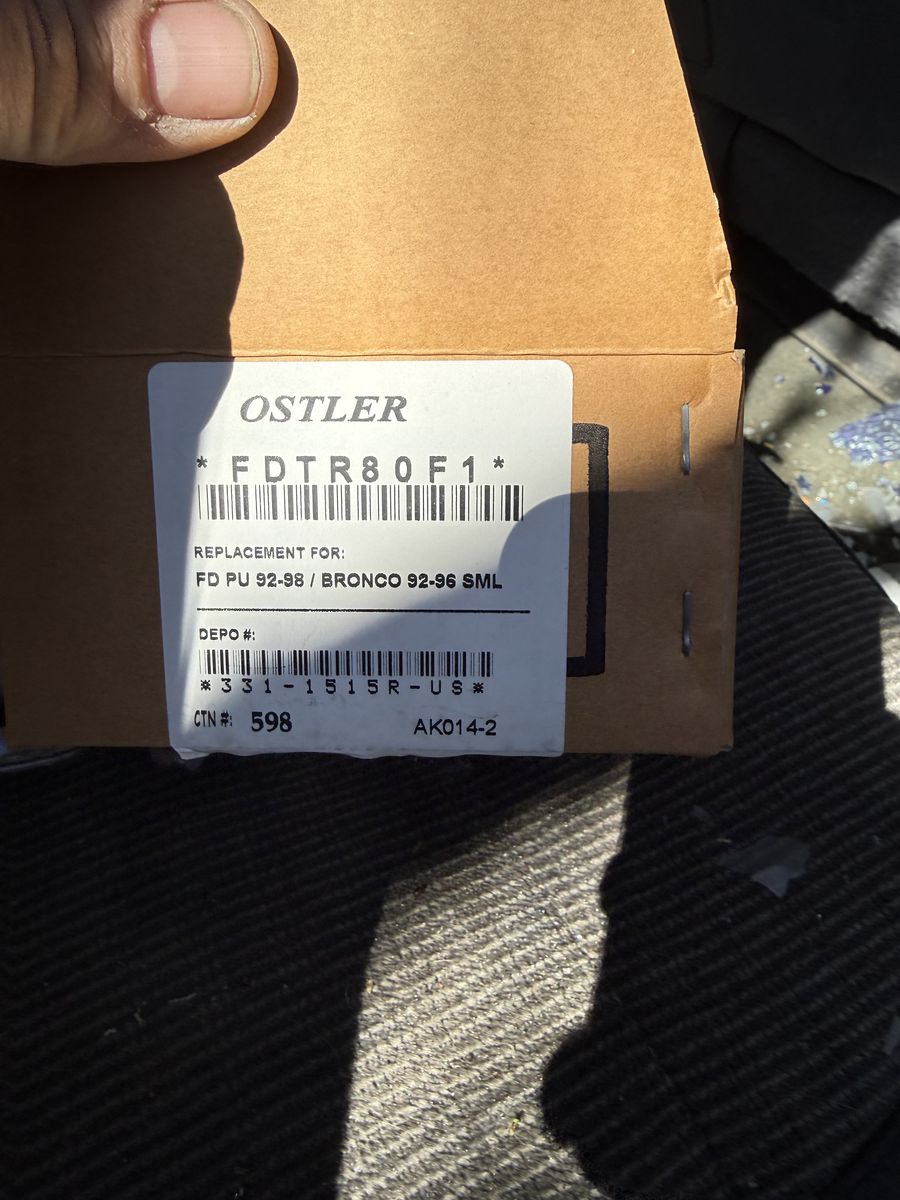 OSTLER
* FDTR80F1 *
REPLACEMENT FOR:
FD PU 92-98 / BRONCO 92-96 SML
DEPO #:
*331-1515R-US*
CTN #: 598 AK014-2